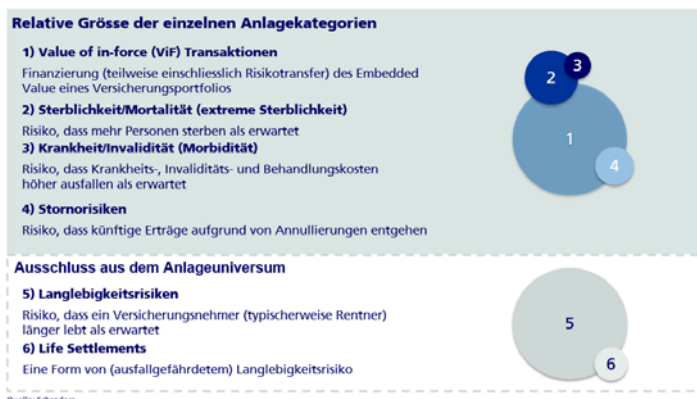 Relative Grösse der einzelnen Anlagekategorien
1) Value of in-force (ViF) Transaktionen
Finanzierung (teilweise einschliesslich Risikotransfer) des Embedded
Value eines Versicherungsportfolios
2) Sterblichkeit/Mortalität (extreme Sterblichkeit)
Risiko, dass mehr Personen sterben als erwartet
3) Krankheit/Invalidität (Morbidität)
Risiko, dass Krankheits-, Invaliditäts- und Behandlungskosten
höher ausfallen als erwartet
4) Stornorisiken
Risiko, dass künftige Erträge aufgrund von Annullierungen entgehen
3
2
1
4
Ausschluss aus dem Anlageuniversum
5) Langlebigkeitsrisiken
Risiko, dass ein Versicherungsnehmer (typischerweise Rentner)
länger lebt als erwartet
6) Life Settlements
Eine Form von (ausfallgefährdetem) Langlebigkeitsrisiko
5
6